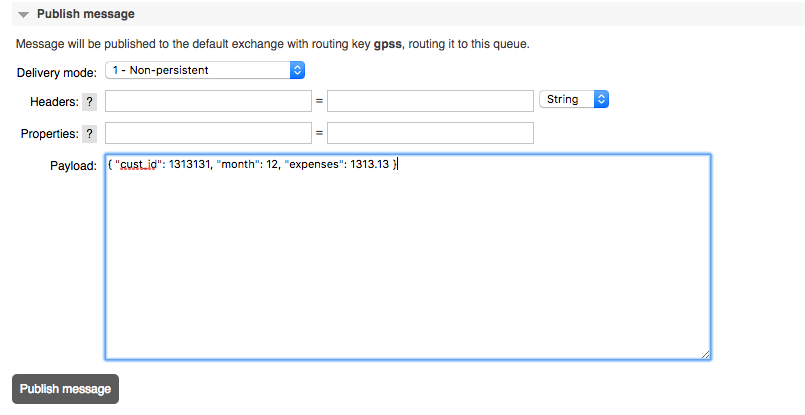 Publish message
Message will be published to the default exchange with routing key gpss, routing it to this queue.
Delivery mode: 1 - Non-persistent
Headers: ? = String
Properties: ? =
Payload: { "cust_id": 1313131, "month": 12, "expenses": 1313.13 }
Publish message